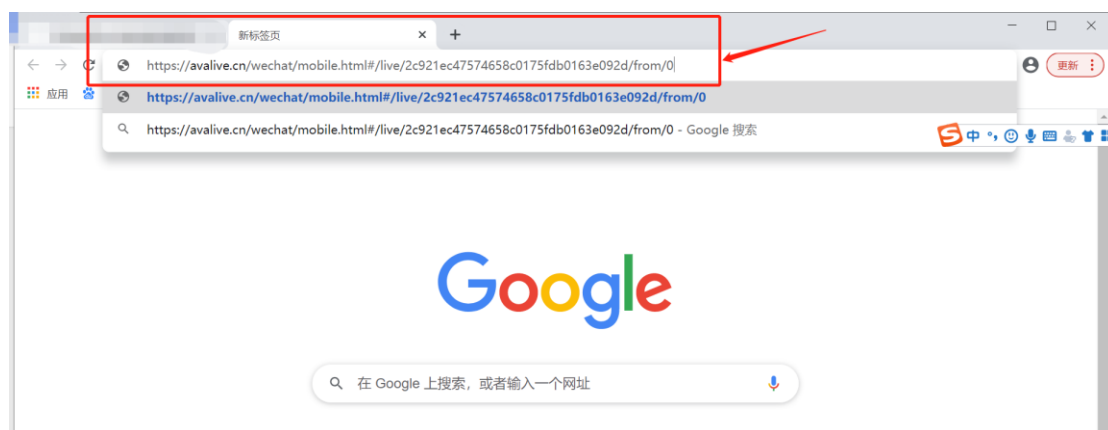 新标签页
https://avalive.cn/wechat/mobile.html#/live/2c921ec47574658c0175fdb0163e092d/from/0
更新
应用
https://avalive.cn/wechat/mobile.html#/live/2c921ec47574658c0175fdb0163e092d/from/0
https://avalive.cn/wechat/mobile.html#/live/2c921ec47574658c0175fdb0163e092d/from/0 - Google 搜索
中
Google
在 Google 上搜索，或者输入一个网址